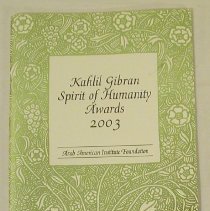 Kahlil Gibran
Spirit of Humanity
Awards
2003
Arab American Institute Foundation